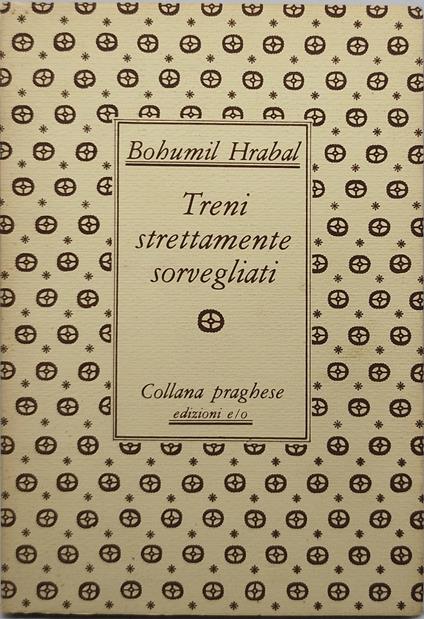 Bohumil Hrabal
Treni
strettamente
sorvegliati
Collana praghese
edizioni e/o